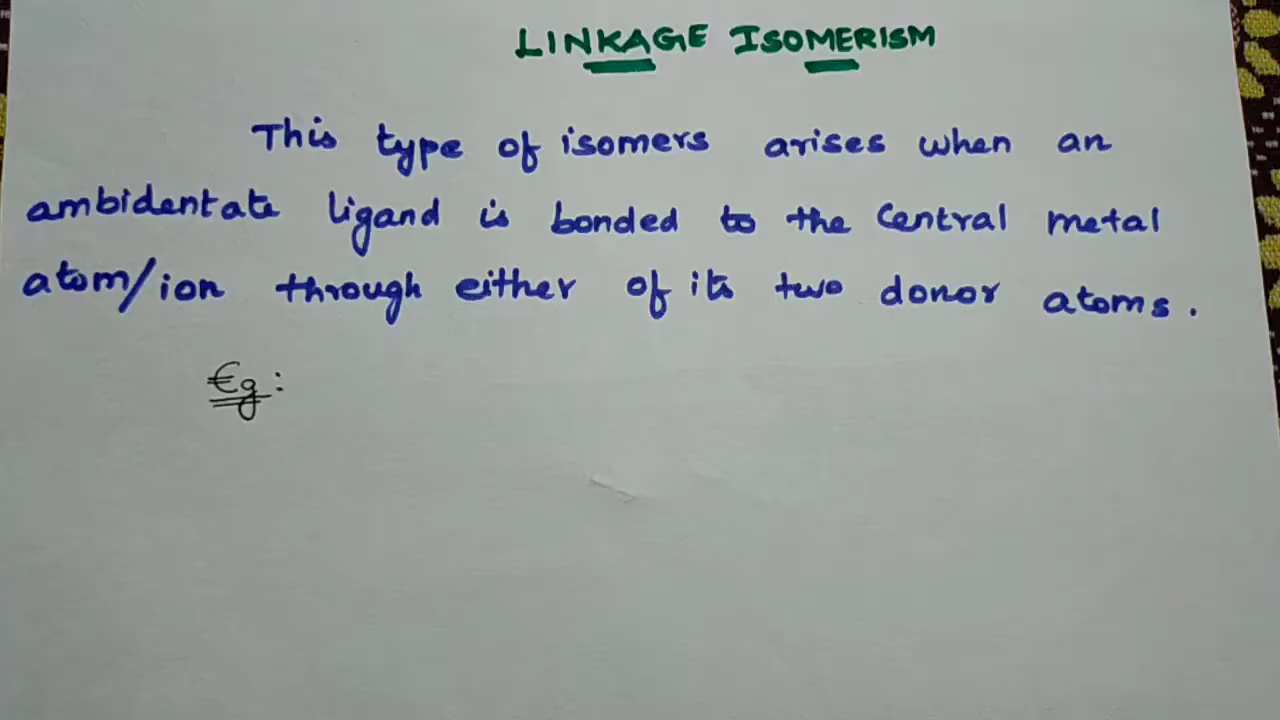 LINKAGE ISOMERISM
This type of isomers arises when an
ambidentate ligand is bonded to the central metal
atom/ion through either of its two donor atoms.
Eg: